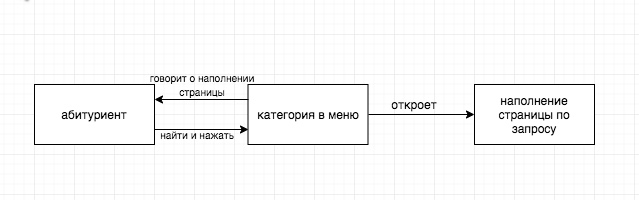 говорит о наполнении
страницы
абитуриент
найти и нажать
категория в меню
откроет
наполнение
страницы по
запросу